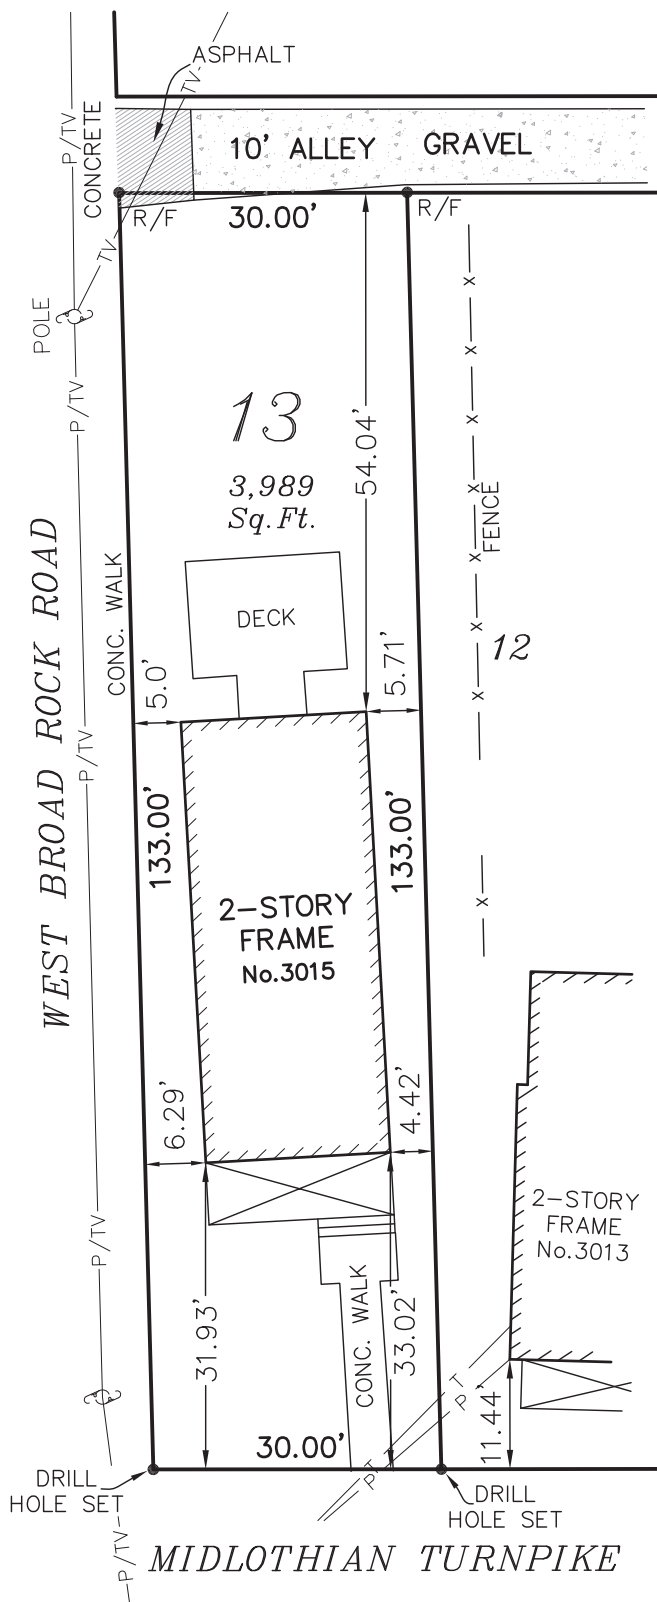 ASPHALT
TV
P/TV
CONCRETE
10' ALLEY GRAVEL
R/F
30.00'
R/F
TV
POLE
P/TV
13
3,989
Sq.Ft.
54.04'
x
x
x
x
x
x
x
FENCE
12
CONC. WALK
DECK
5.0'
5.71'
WEST BROAD ROCK ROAD
P/TV
133.00'
133.00'
2-STORY
FRAME
No.3015
x
6.29'
4.42'
2-STORY
FRAME
No.3013
P/TV
31.93'
CONC. WALK
33.02'
T
P
11.44'
30.00'
T
P
DRILL
HOLE SET
DRILL
HOLE SET
P/TV
MIDLOTHIAN TURNPIKE